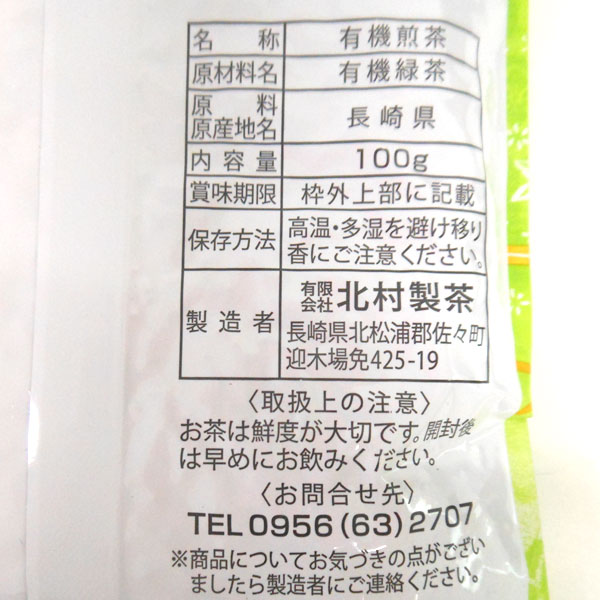 名称 有機煎茶
原材料名 有機緑茶
原料
原産地名 長崎県
内容量 100g
賞味期限 枠外上部に記載
保存方法 高温・多湿を避け移り
香にご注意ください。
製造者 有限会社 北村製茶
長崎県北松浦郡佐々町
迎木場免425-19
〈取扱上の注意〉
お茶は鮮度が大切です。開封後
は早めにお飲みください。
〈お問合せ先〉
TEL 0956 (63) 2707
※商品についてお気づきの点がござい
ましたら製造者にご連絡ください。